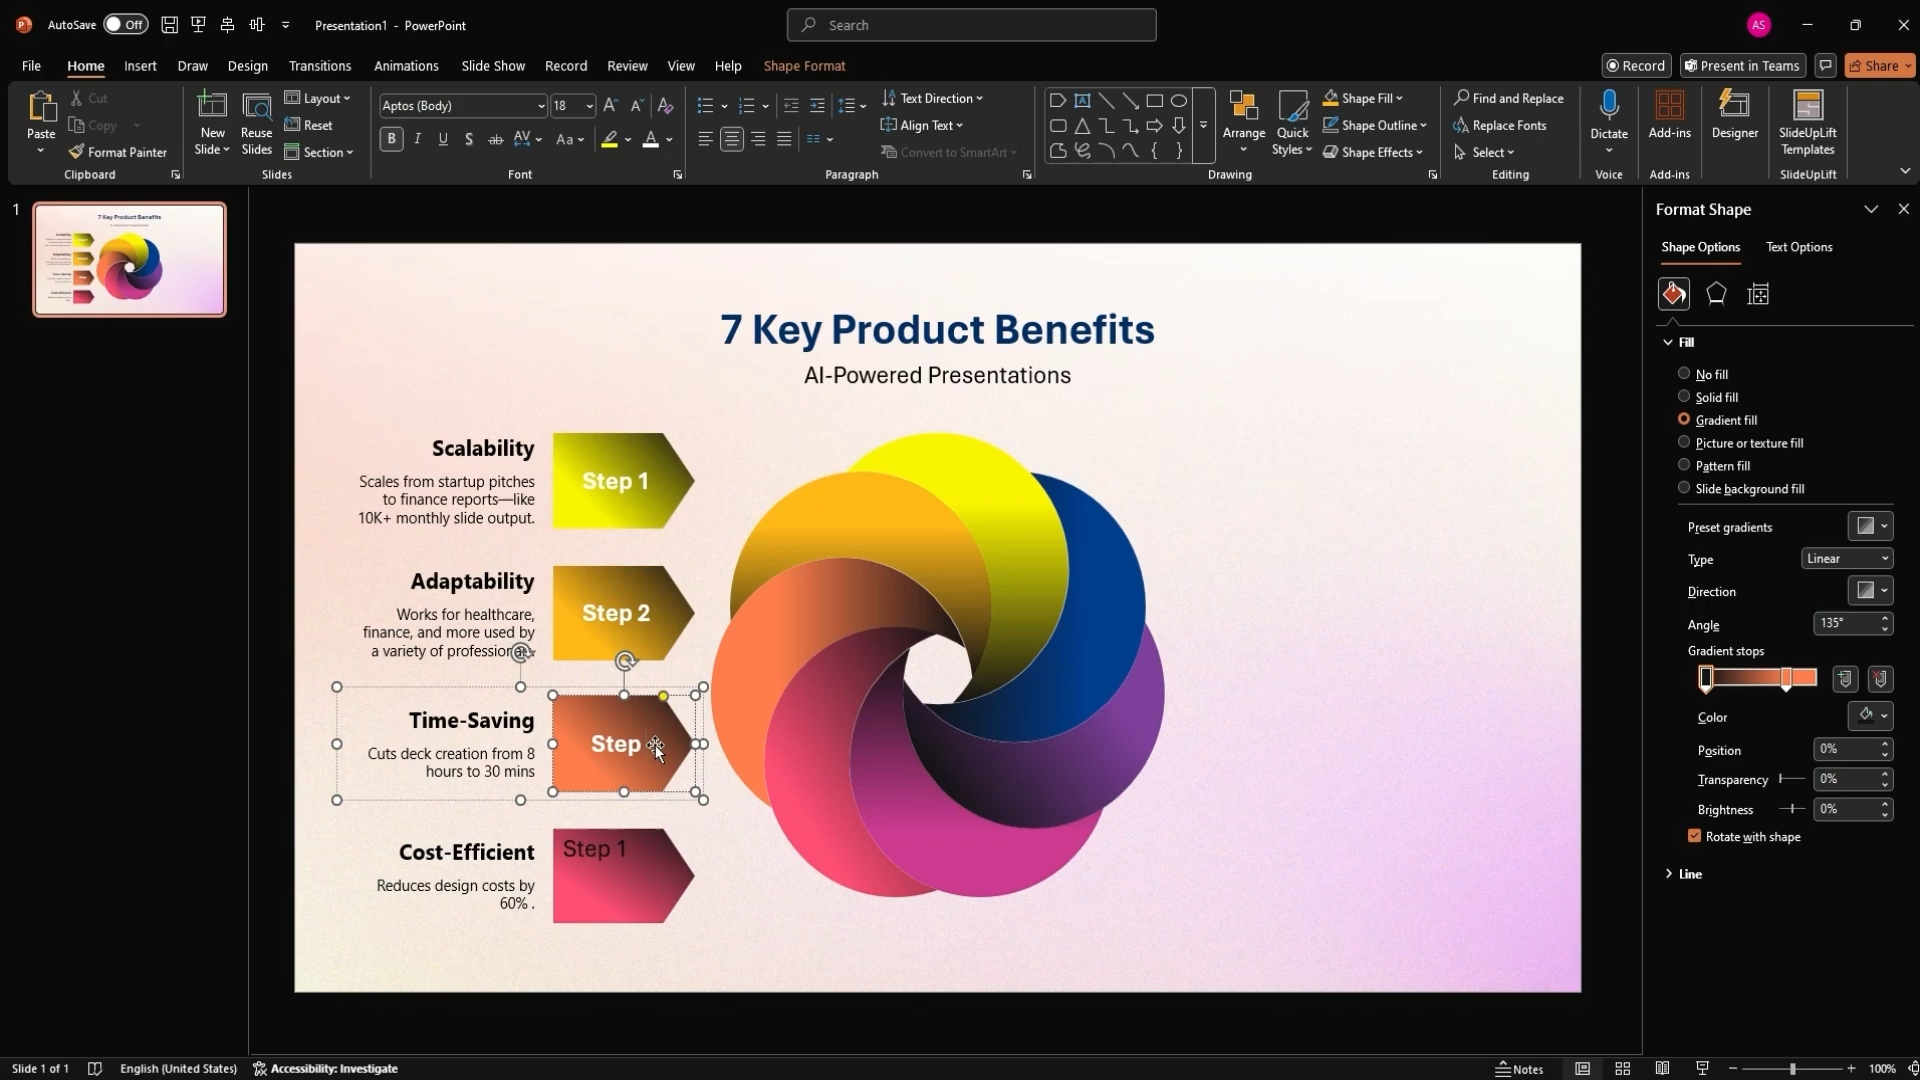 AutoSave Off Presentation1 - PowerPoint Search AS
File Home Insert Draw Design Transitions Animations Slide Show Record Review View Help Shape Format Record Present in Teams Share
Paste
Cut
Copy
Format Painter
Clipboard
New Slide
Reuse Slides
Layout
Reset
Section
Slides
Aptos (Body) 18
B I U S ab AV Aa A
Font
Text Direction
Align Text
Convert to SmartArt
Paragraph
Arrange
Quick Styles
Shape Fill
Shape Outline
Shape Effects
Drawing
Find and Replace
Replace Fonts
Select
Editing
Dictate
Voice
Add-ins
Add-ins
Designer
SlideUpLift Templates
SlideUpLift
1
7 Key Product Benefits
7 Key Product Benefits
AI-Powered Presentations
Scalability
Scales from startup pitches
to finance reports—like
10K+ monthly slide output.
Step 1
Adaptability
Works for healthcare,
finance, and more used by
a variety of professionals.
Step 2
Time-Saving
Cuts deck creation from 8
hours to 30 mins
Step
Cost-Efficient
Reduces design costs by
60% .
Step 1
Format Shape
Shape Options Text Options
Fill
No fill
Solid fill
Gradient fill
Picture or texture fill
Pattern fill
Slide background fill
Preset gradients
Type Linear
Direction
Angle 135°
Gradient stops
Color
Position 0%
Transparency 0%
Brightness 0%
Rotate with shape
Line
Slide 1 of 1 English (United States) Accessibility: Investigate Notes 100%